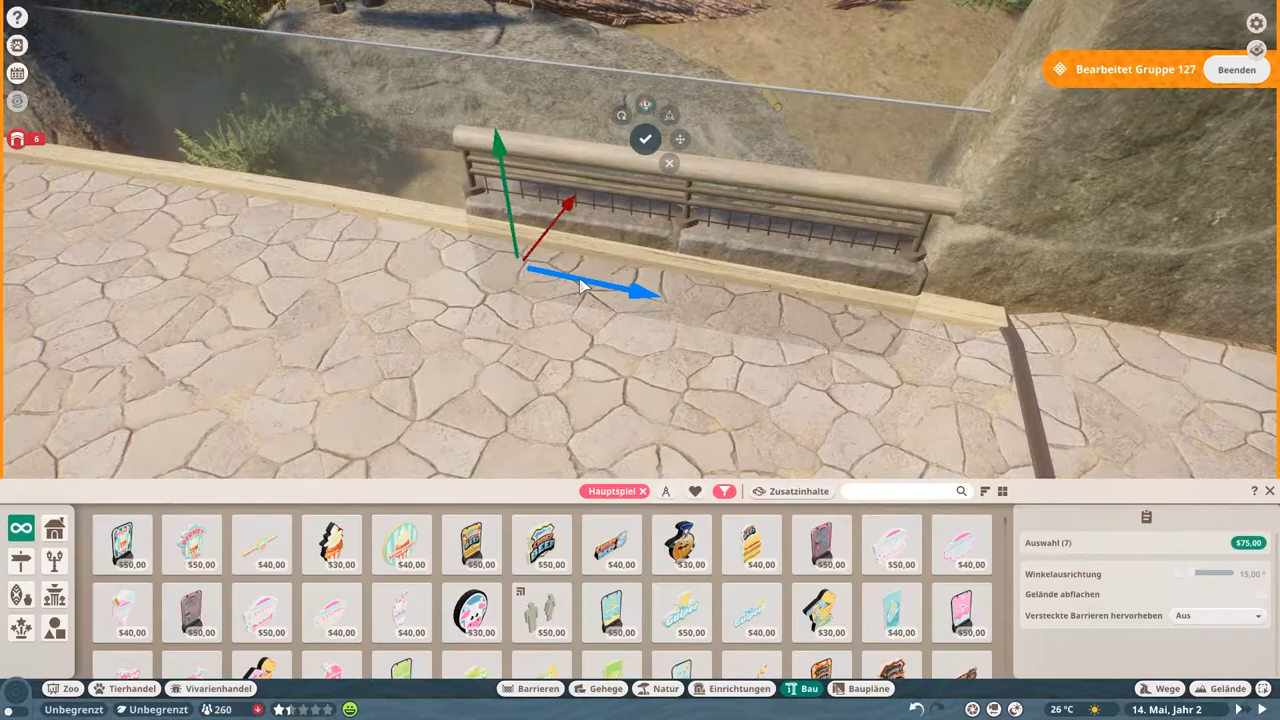 Bearbeitet Gruppe 127
Beenden
6
Hauptspiel ×
Zusatzinhalte
? ×
$50,00 $50,00 $40,00 $30,00 $40,00 $50,00 $50,00 $40,00 $30,00 $40,00 $50,00 $50,00 $40,00
$40,00 $50,00 $50,00 $40,00 $40,00 $30,00 $50,00 $50,00 $50,00 $40,00 $30,00 $40,00 $50,00
Auswahl (7) $75,00
Winkelausrichtung 15,00°
Gelände abflachen
Versteckte Barrieren hervorheben Aus
Zoo Tierhandel Vivarienhandel Barrieren Gehege Natur Einrichtungen Bau Baupläne Wege Gelände
Unbegrenzt Unbegrenzt 260 26 °C 14. Mai, Jahr 2